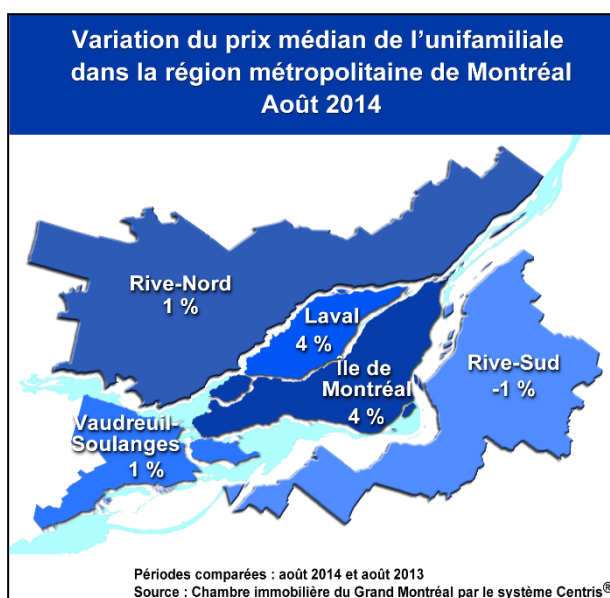 Variation du prix médian de l'unifamiliale
dans la région métropolitaine de Montréal
Août 2014
Rive-Nord
1 %
Laval
4 %
Île de
Montréal
4 %
Rive-Sud
-1 %
Vaudreuil-
Soulanges
1 %
Périodes comparées : août 2014 et août 2013
Source : Chambre immobilière du Grand Montréal par le système Centris®